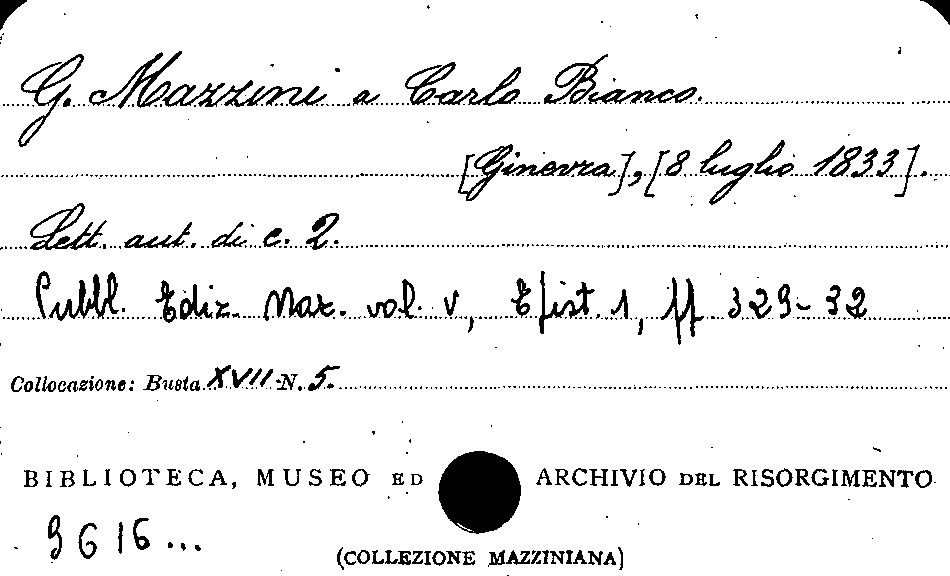 G. Mazzini a Carlo Bianco.
[Ginevra], [8 luglio 1833].
Lett. aut. di c. 2.
Pubbl. Ediz. Naz. vol. V, Epist. 1, pp. 329-32
Collocazione: Busta XVII N. 5.
BIBLIOTECA, MUSEO ED ARCHIVIO DEL RISORGIMENTO
9616...
(COLLEZIONE MAZZINIANA)